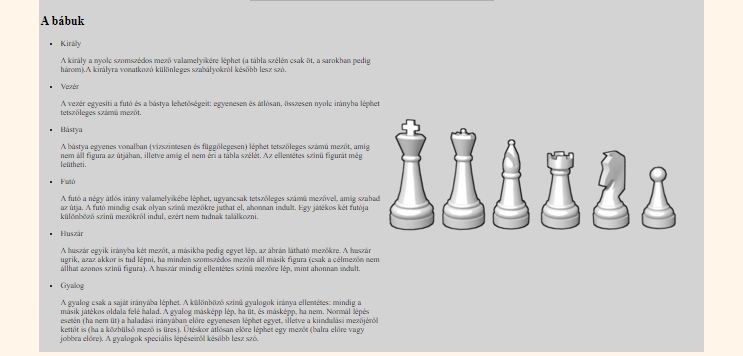 A bábuk
Király
A király a nyolc szomszédos mező valamelyikére léphet (a tábla szélén csak öt, a sarokban pedig
három).A királyra vonatkozó különleges szabályokról később lesz szó.
Vezér
A vezér egyesíti a futó és a bástya lehetőségeit: egyenesen és átlósan, összesen nyolc irányba léphet
tetszőleges számú mezőt.
Bástya
A bástya egyenes vonalban (vízszintesen és függőlegesen) léphet tetszőleges számú mezőt, amíg
nem áll figura az útjában, illetve amíg el nem éri a tábla szélét. Az ellentétes színű figurát még
leütheti.
Futó
A futó a négy átlós irány valamelyikébe léphet, ugyancsak tetszőleges számú mezővel, amíg szabad
az útja. A futó mindig csak olyan színű mezőkre juthat el, ahonnan indult. Egy játékos két futója
különböző színű mezőkről indul, ezért nem tudnak találkozni.
Huszár
A huszár egyik irányba két mezőt, a másikba pedig egyet lép, az ábrán látható mezőkre. A huszár
ugrik, azaz akkor is tud lépni, ha minden szomszédos mezőn áll másik figura (csak a célmezőn nem
állhat azonos színű figura). A huszár mindig ellentétes színű mezőre lép, mint ahonnan indult.
Gyalog
A gyalog csak a saját irányába léphet. A különböző színű gyalogok iránya ellentétes: mindig a
másik játékos oldala felé halad. A gyalog másképp lép, ha üt, és másképp, ha nem. Normál lépés
esetén (ha nem üt) a haladási irányában előre egyenesen léphet egyet, illetve a kiindulási mezőjéről
kettőt is (ha a közbülső mező is üres). Ütéskor átlósan előre léphet egy mezőt (balra előre vagy
jobbra előre). A gyalogok speciális lépéseiről később lesz szó.